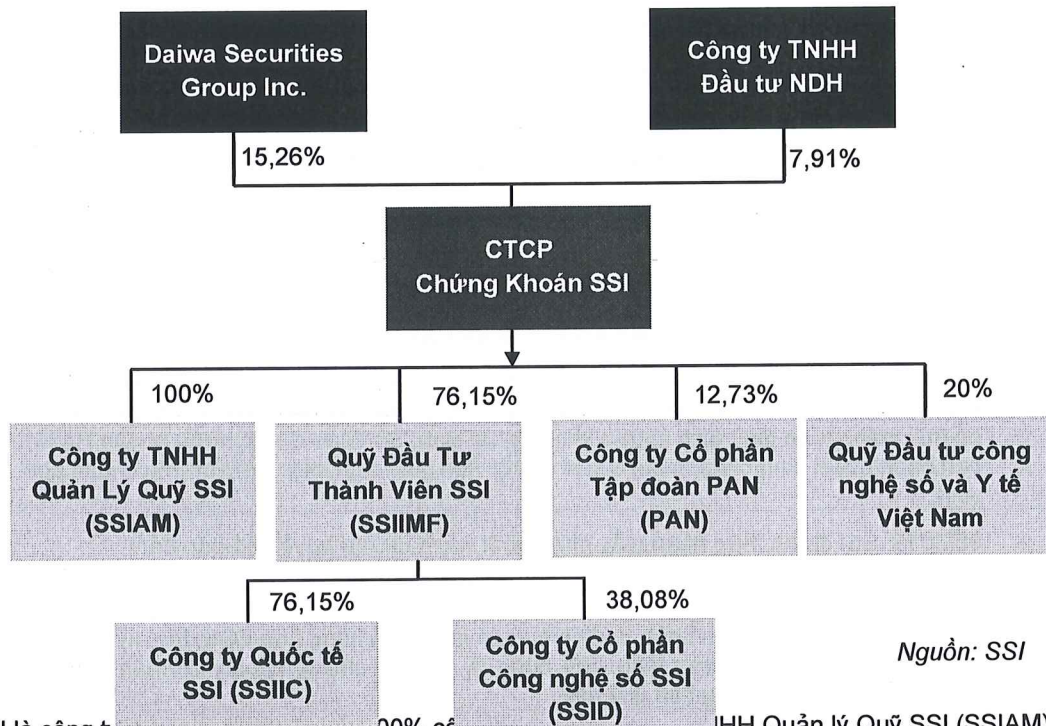 Daiwa Securities
Group Inc.
Công ty TNHH
Đầu tư NDH
15,26%
7,91%
CTCP
Chứng Khoán SSI
100%
76,15%
12,73%
20%
Công ty TNHH
Quản Lý Quỹ SSI
(SSIAM)
Quỹ Đầu Tư
Thành Viên SSI
(SSIIMF)
Công ty Cổ phần
Tập đoàn PAN
(PAN)
Quỹ Đầu tư công
nghệ số và Y tế
Việt Nam
76,15%
38,08%
Công ty Quốc tế
SSI (SSIIC)
Công ty Cổ phần
Công nghệ số SSI
(SSID)
Nguồn: SSI
là công Quản lý Quỹ SSI (SSIAM)